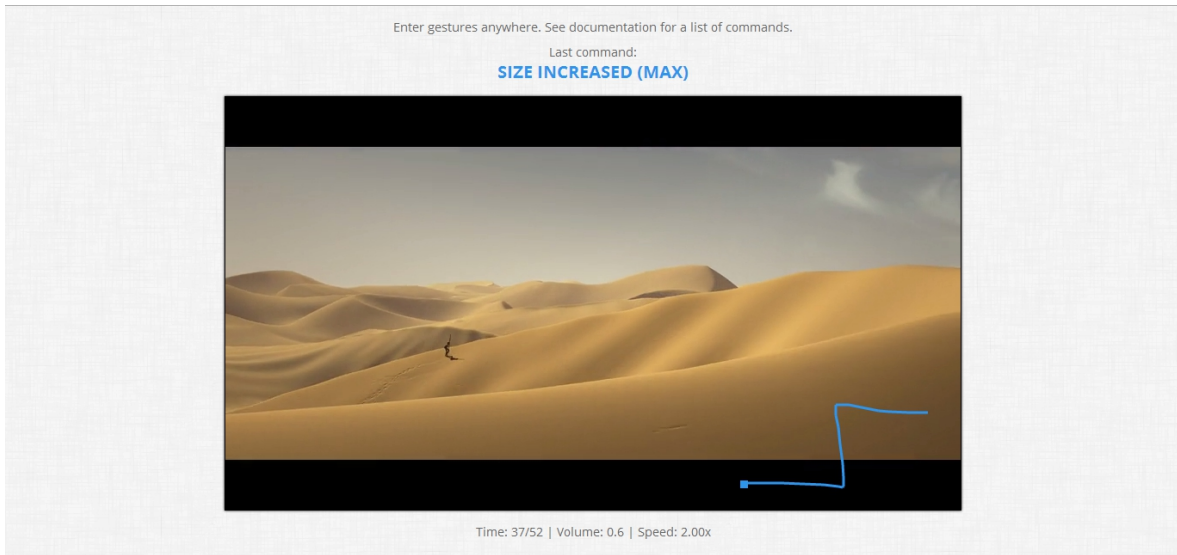 Enter gestures anywhere. See documentation for a list of commands.
Last command:
SIZE INCREASED (MAX)
Time: 37/52 | Volume: 0.6 | Speed: 2.00x